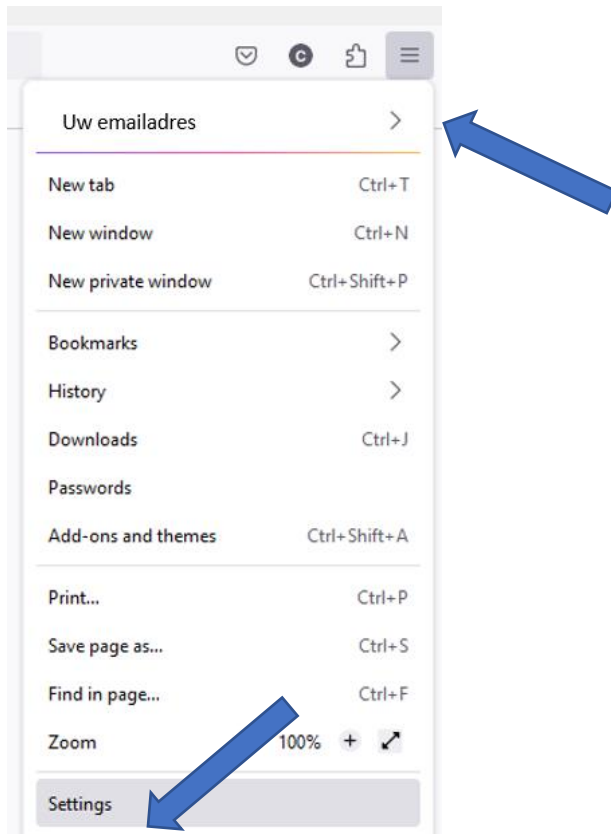 C
Uw emailadres
New tab Ctrl+T
New window Ctrl+N
New private window Ctrl+Shift+P
Bookmarks
History
Downloads Ctrl+J
Passwords
Add-ons and themes Ctrl+Shift+A
Print... Ctrl+P
Save page as... Ctrl+S
Find in page... Ctrl+F
Zoom 100% +
Settings